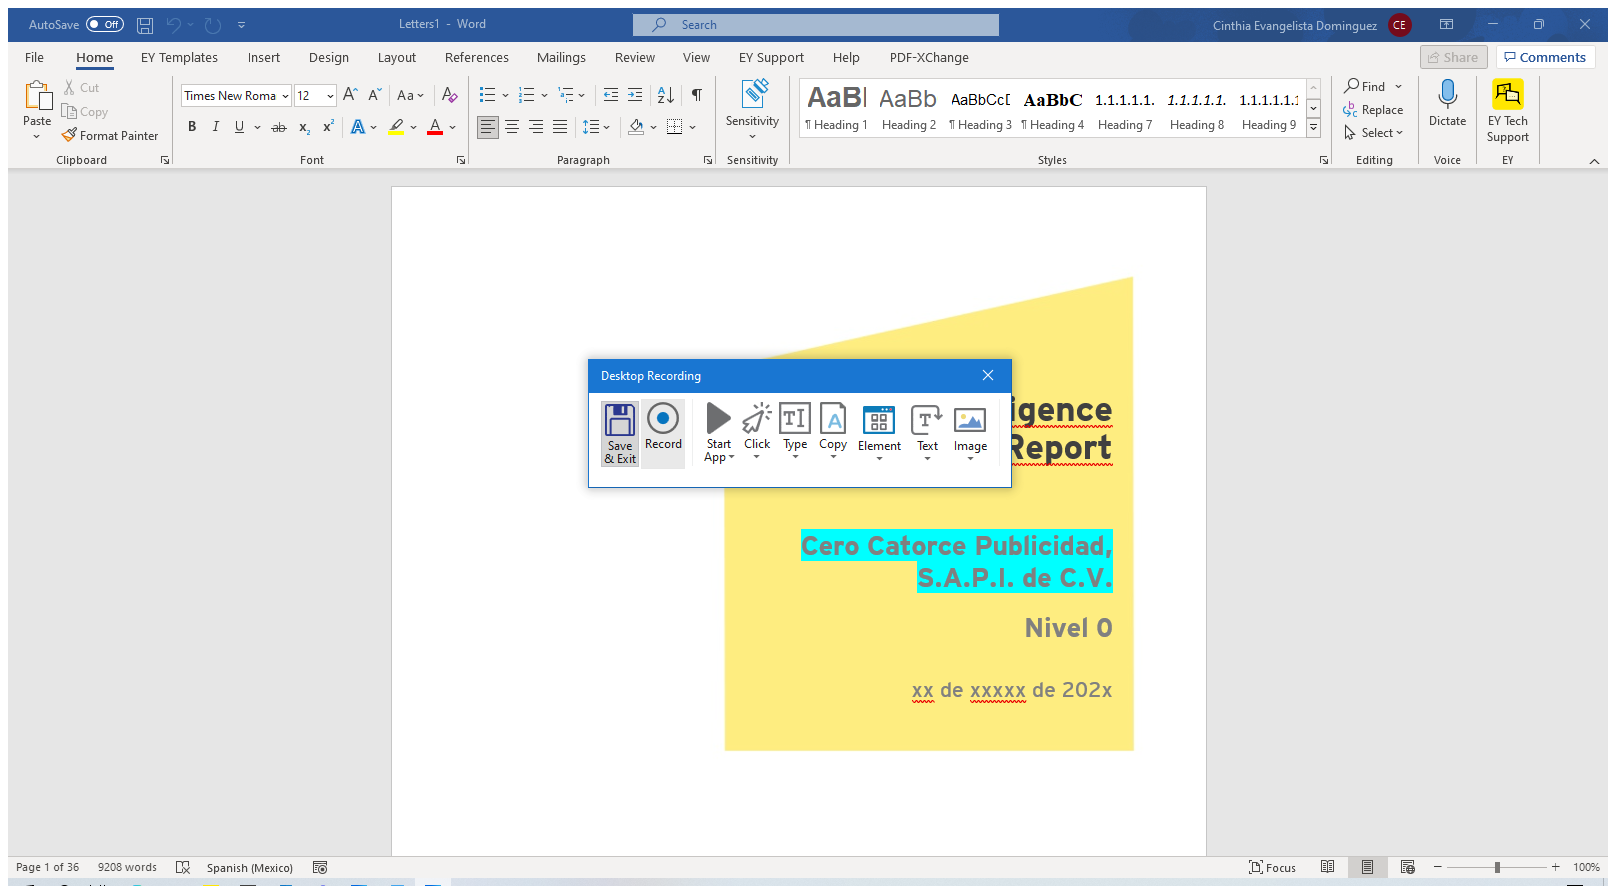 AutoSave Off Letters1 - Word Search Cinthia Evangelista Dominguez CE
File Home EY Templates Insert Design Layout References Mailings Review View EY Support Help PDF-XChange Share Comments
Paste
Cut
Copy
Format Painter
Clipboard
Times New Roma 12 Aa
B I U ab x2 x2 A A
Font
Paragraph
Sensitivity
Sensitivity
AaBl AaBb AaBbCcD AaBbC 1.1.1.1.1. 1.1.1.1.1. 1.1.1.1.1.1
¶ Heading 1 Heading 2 ¶ Heading 3 ¶ Heading 4 Heading 7 Heading 8 Heading 9
Styles
Find
Replace
Select
Editing
Dictate
Voice
EY Tech
Support
EY
Desktop Recording
Save
& Exit
Record
Start
App
Click
Type
Copy
Element
Text
Image
igence
Report
Cero Catorce Publicidad,
S.A.P.I. de C.V.
Nivel 0
xx de xxxxx de 202x
Page 1 of 36 9208 words Spanish (Mexico) Focus 100%